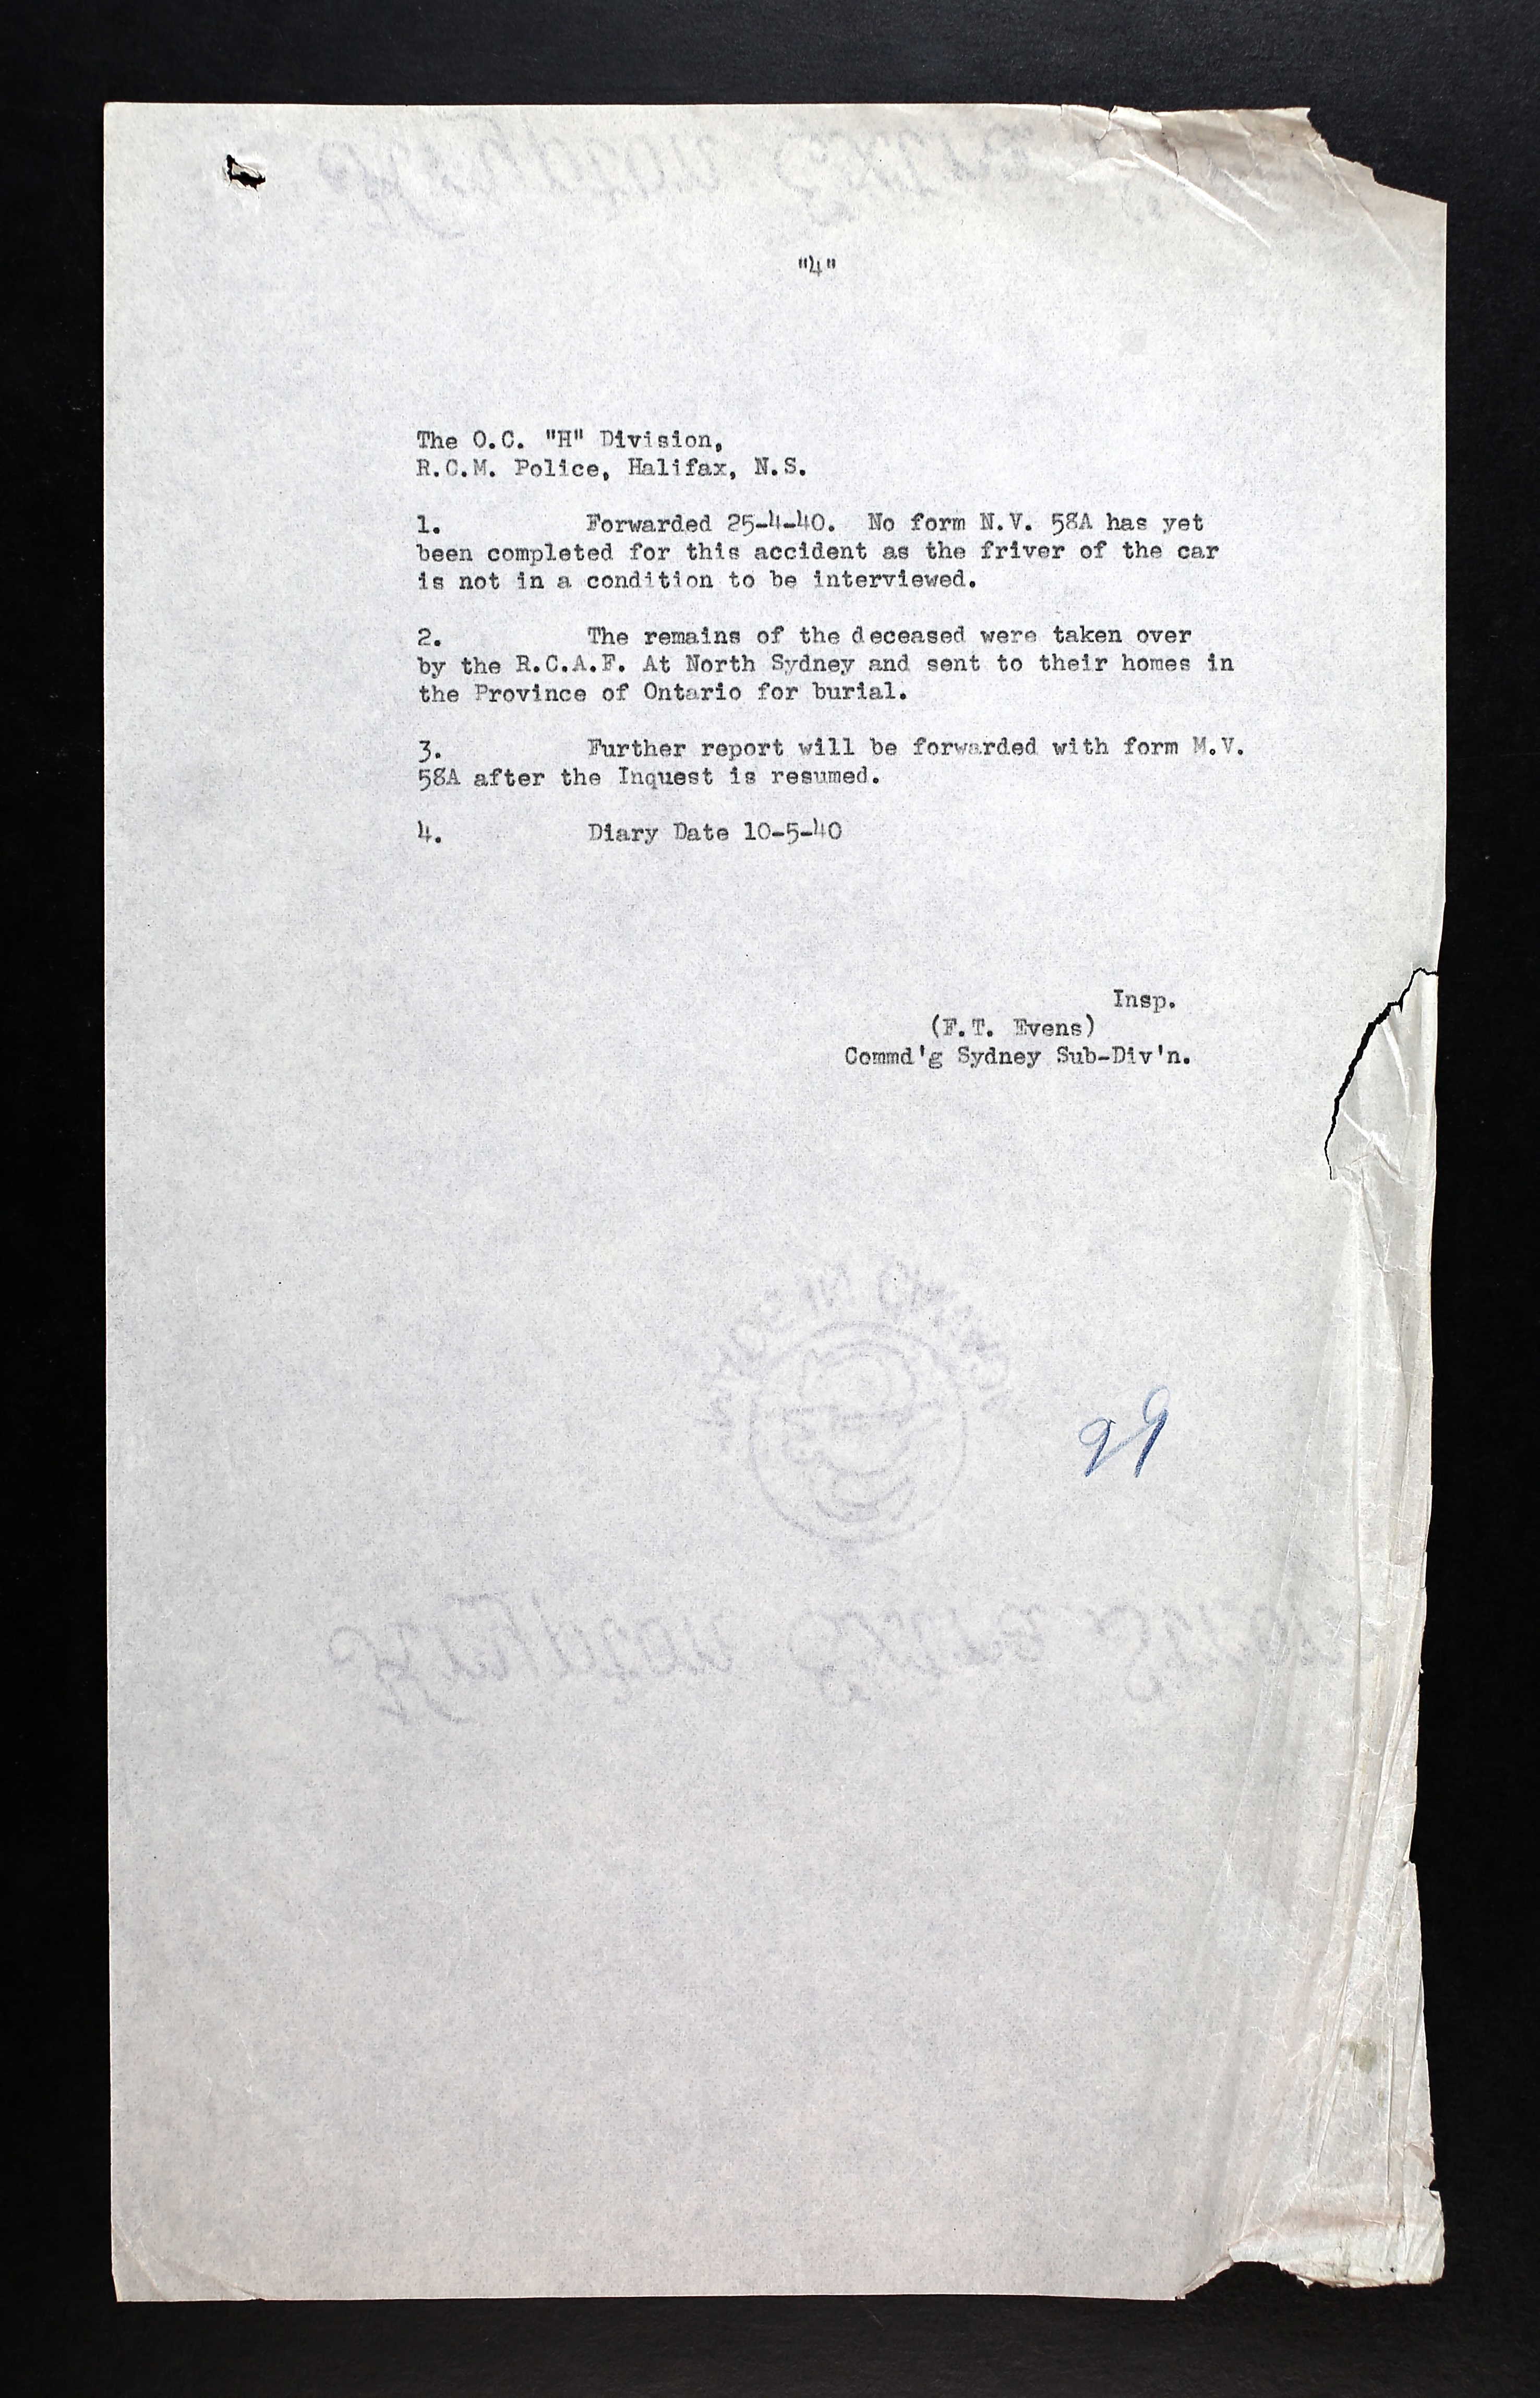 "4"
The O.C. "H" Division,
R.C.M. Police, Halifax, N.S.
1. Forwarded 25-4-40. No form N.V. 58A has yet
been completed for this accident as the friver of the car
is not in a condition to be interviewed.
2. The remains of the deceased were taken over
by the R.C.A.F. At North Sydney and sent to their homes in
the Province of Ontario for burial.
3. Further report will be forwarded with form M.V.
58A after the Inquest is resumed.
4. Diary Date 10-5-40
Insp.
(F.T. Evens)
Commd'g Sydney Sub-Div'n.
MADE IN CANADA
99